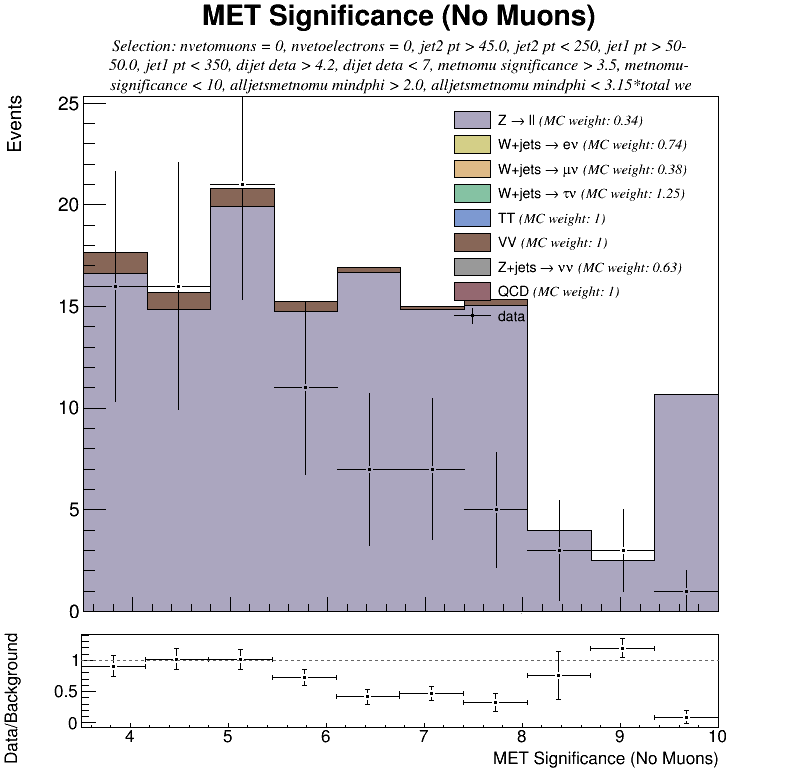 MET Significance (No Muons)
Selection: nvetomuons = 0, nvetoelectrons = 0, jet2 pt > 45.0, jet2 pt < 250, jet1 pt > 50-
50.0, jet1 pt < 350, dijet deta > 4.2, dijet deta < 7, metnomu significance > 3.5, metnomu-
significance < 10, alljetsmetnomu mindphi > 2.0, alljetsmetnomu mindphi < 3.15*total we
Events
25
20
15
10
5
0
Z → ll (MC weight: 0.34)
W+jets → eν (MC weight: 0.74)
W+jets → μν (MC weight: 0.38)
W+jets → τν (MC weight: 1.25)
TT (MC weight: 1)
VV (MC weight: 1)
Z+jets → νν (MC weight: 0.63)
QCD (MC weight: 1)
data
Data/Background
1
0.5
0
4 5 6 7 8 9 10
MET Significance (No Muons)